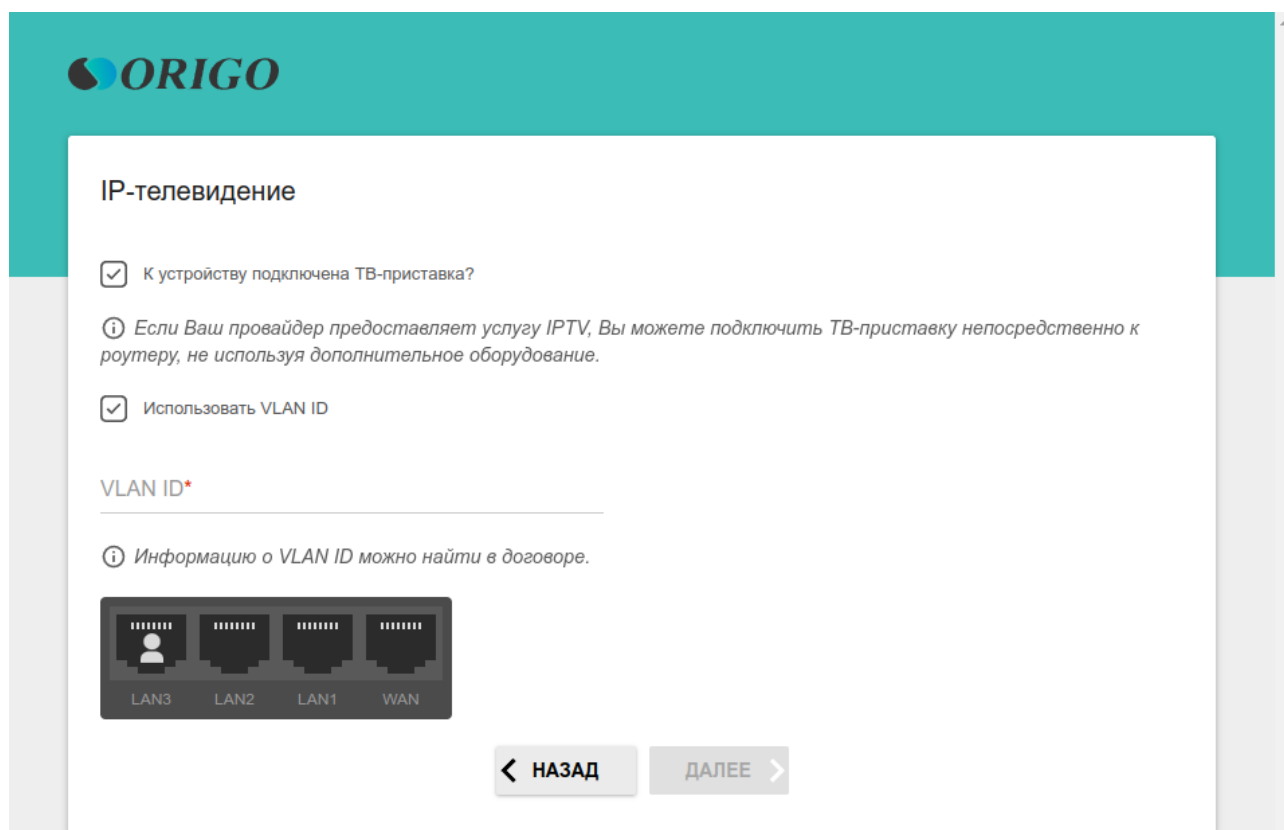 ORIGO
IP-телевидение
К устройству подключена ТВ-приставка?
Если Ваш провайдер предоставляет услугу IPTV, Вы можете подключить ТВ-приставку непосредственно к
роутеру, не используя дополнительное оборудование.
Использовать VLAN ID
VLAN ID*
Информацию о VLAN ID можно найти в договоре.
LAN3 LAN2 LAN1 WAN
НАЗАД ДАЛЕЕ